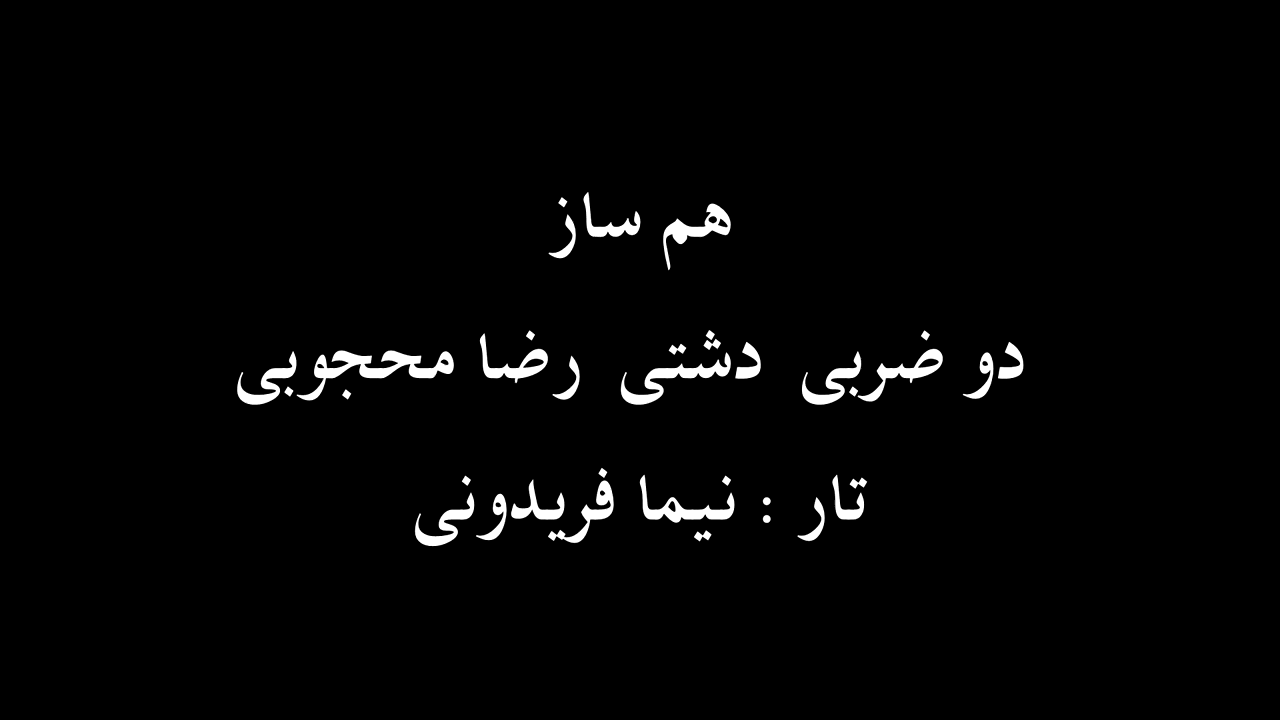 هم ساز
دو ضربی دشتی رضا محجوبی
تار : نیما فریدونی